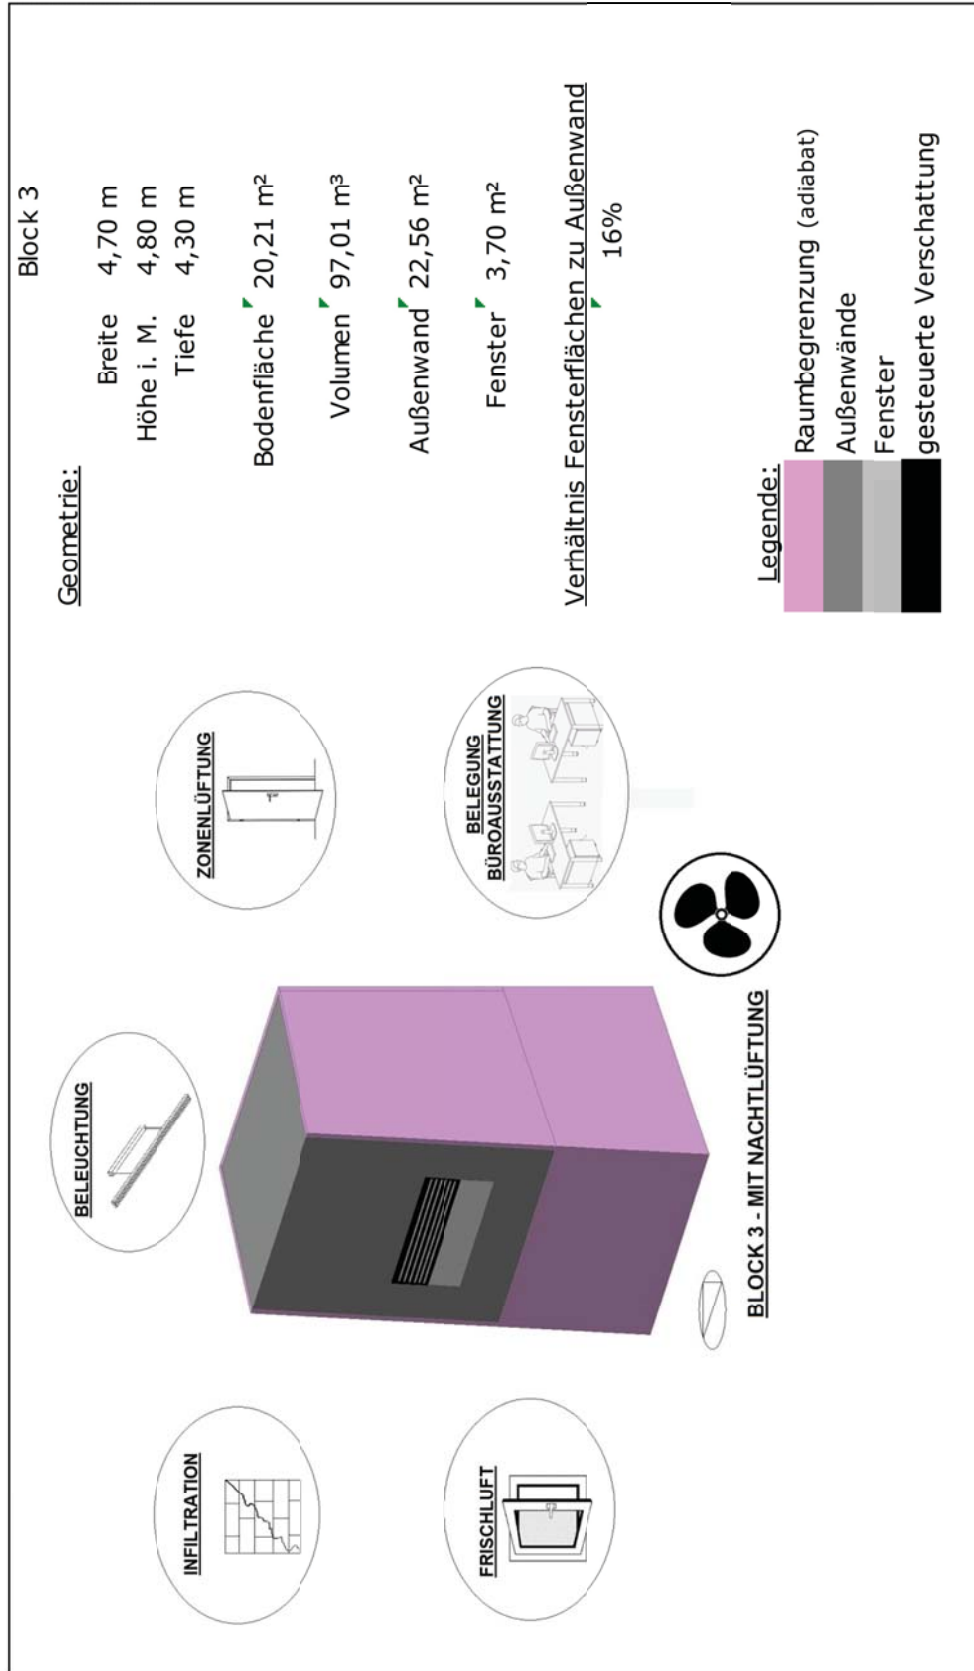 INFILTRATION
FRISCHLUFT
BELEUCHTUNG
BLOCK 3 - MIT NACHTLÜFTUNG
ZONENLÜFTUNG
BELEGUNG
BÜROAUSSTATTUNG
Geometrie:
Block 3
Breite 4,70 m
Höhe i. M. 4,80 m
Tiefe 4,30 m
Bodenfläche 20,21 m²
Volumen 97,01 m³
Außenwand 22,56 m²
Fenster 3,70 m²
Verhältnis Fensterflächen zu Außenwand
16%
Legende:
Raumbegrenzung (adiabat)
Außenwände
Fenster
gesteuerte Verschattung